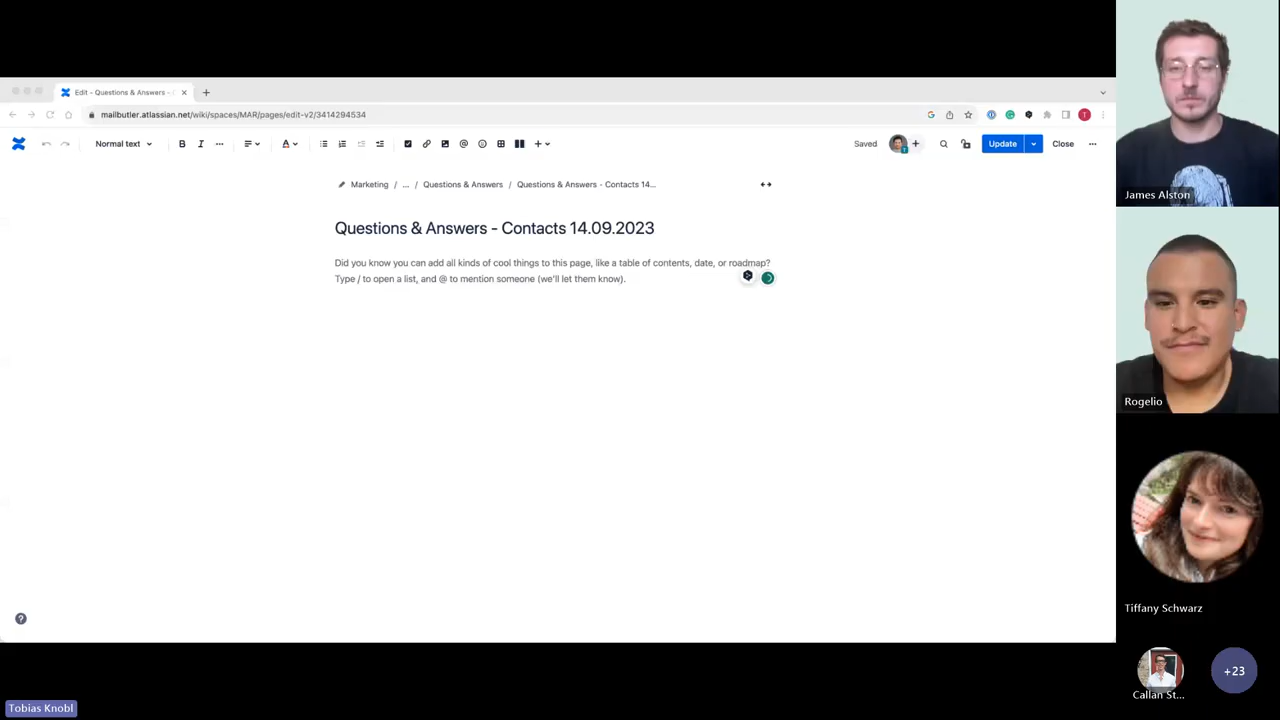 Edit - Questions & Answers -
mailbutler.atlassian.net/wiki/spaces/MAR/pages/edit-v2/3414294534
Normal text
B
I
A
@
Saved
Update
Close
Marketing / ... / Questions & Answers / Questions & Answers - Contacts 14...
Questions & Answers - Contacts 14.09.2023
Did you know you can add all kinds of cool things to this page, like a table of contents, date, or roadmap?
Type / to open a list, and @ to mention someone (we'll let them know).
James Alston
Rogelio
Tiffany Schwarz
Callan St...
+23
Tobias Knobl